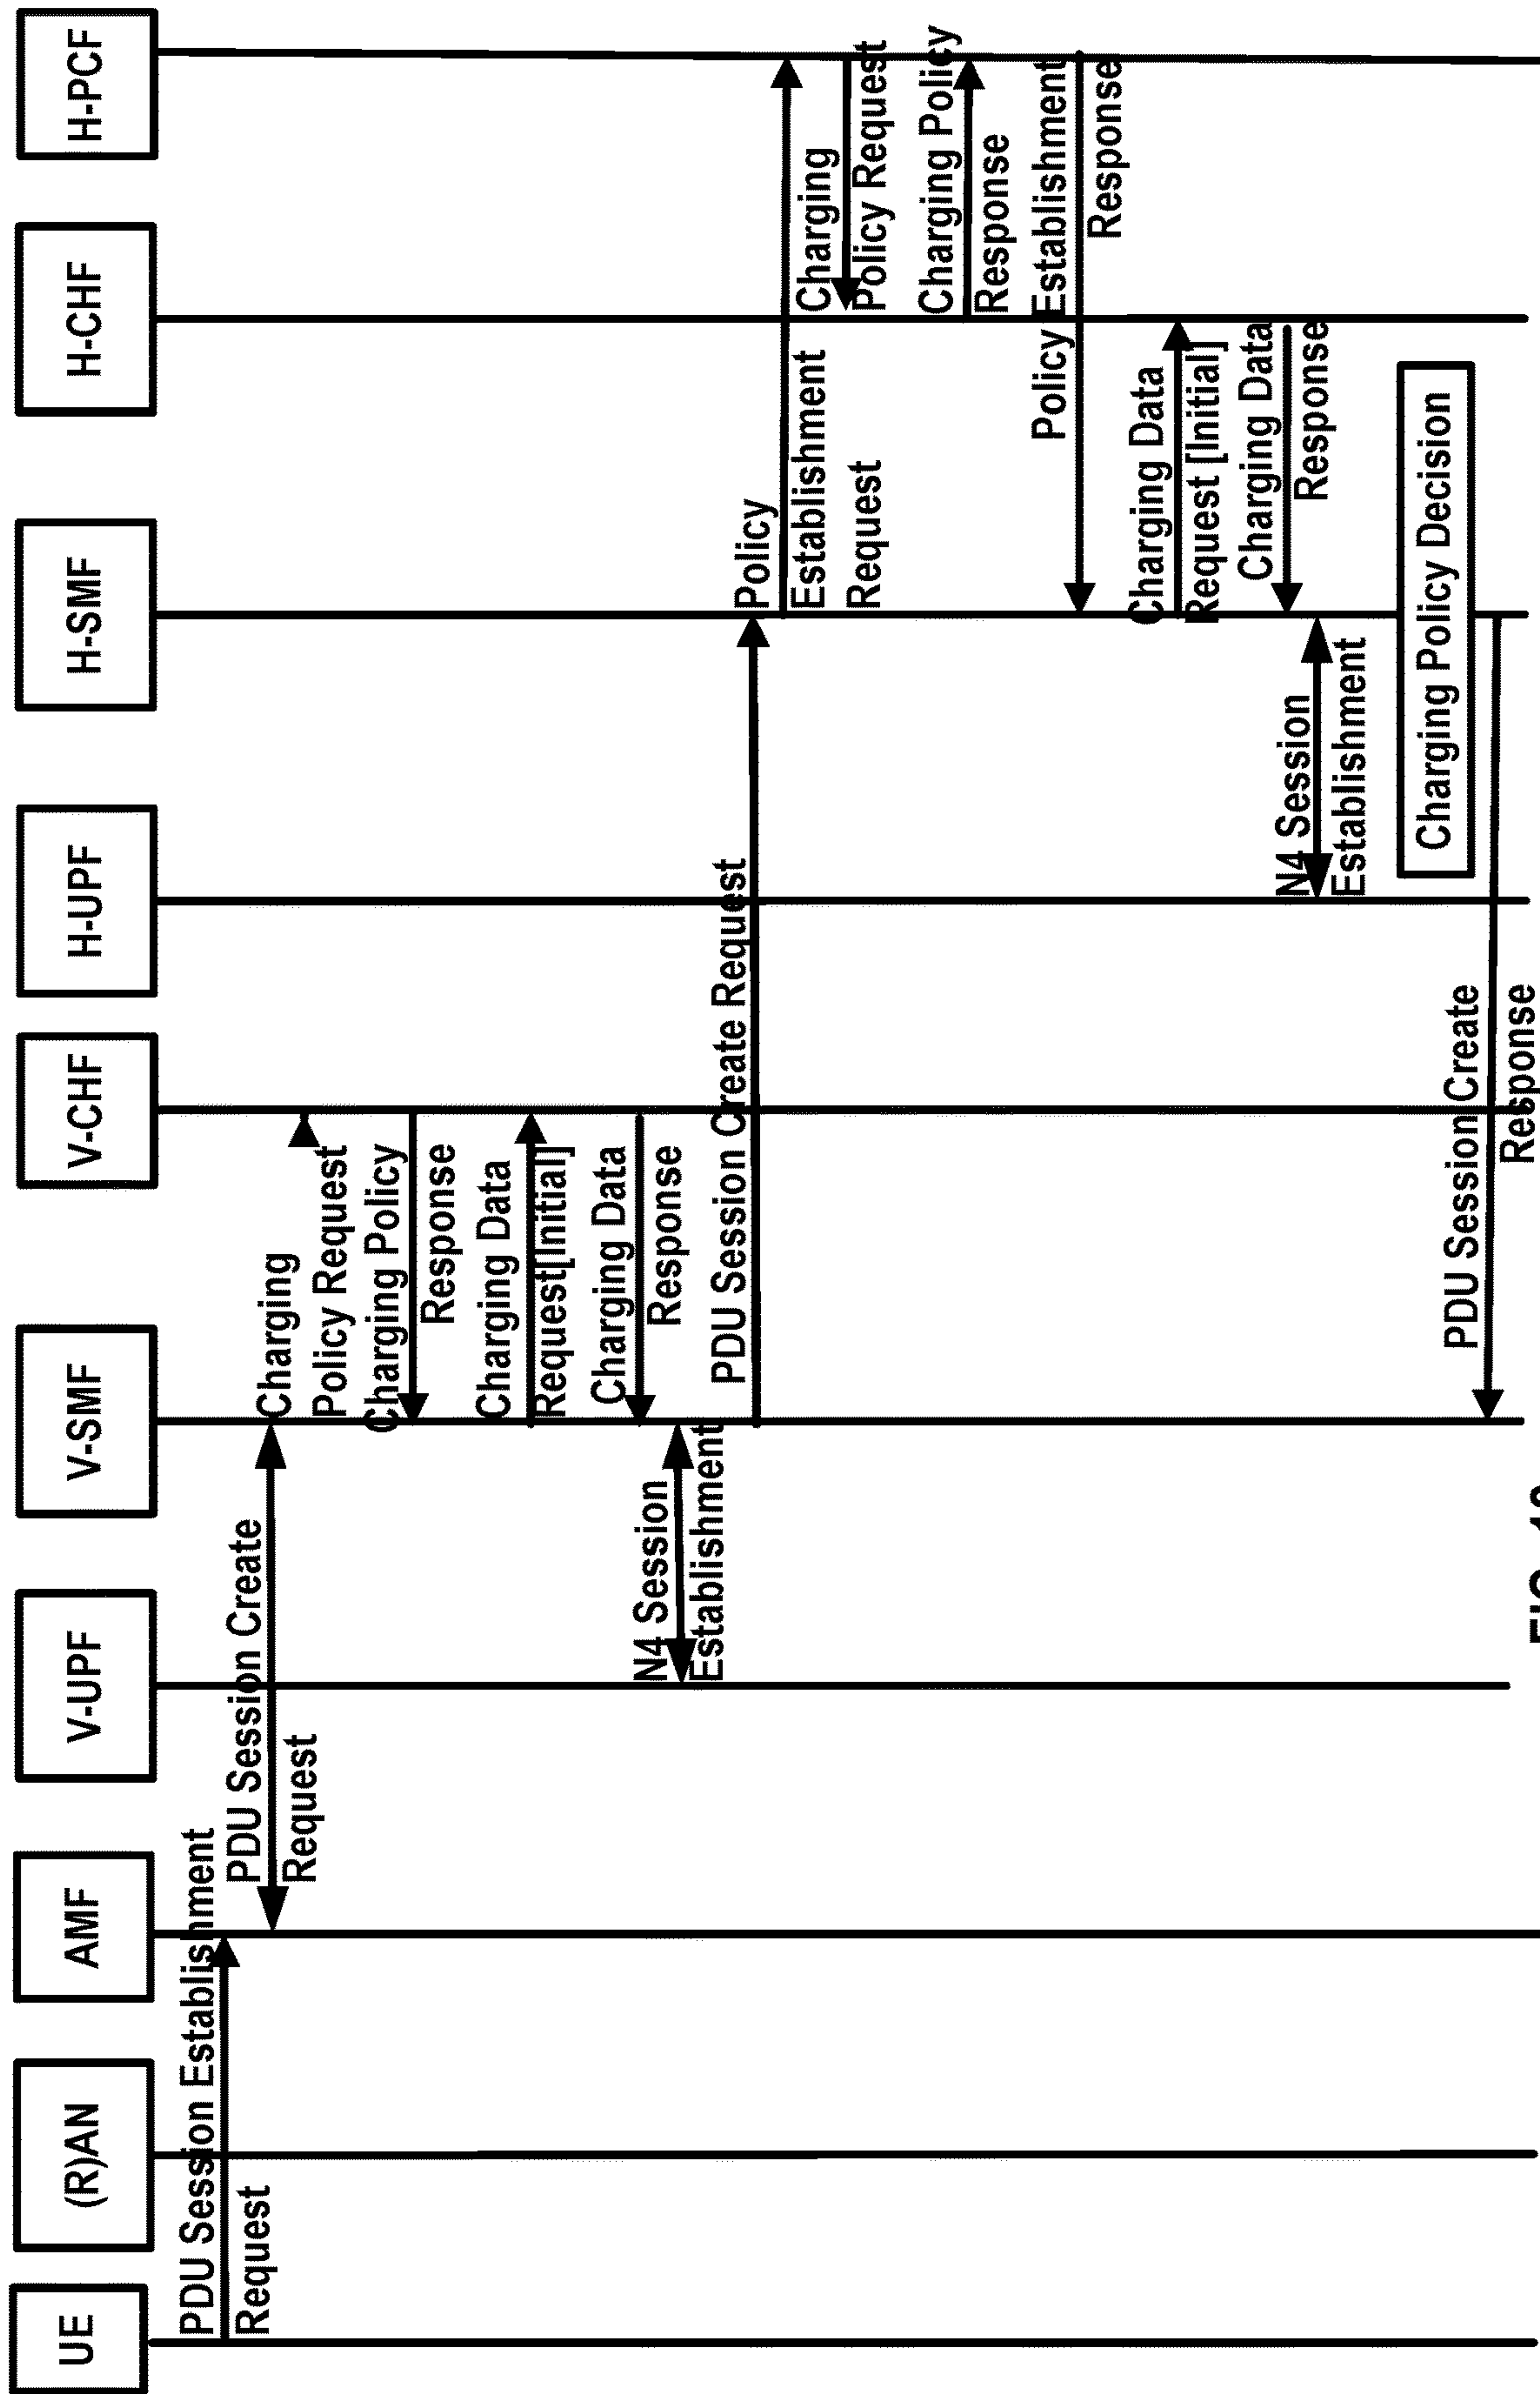 UE
(R)AN
AMF
V-UPF
V-SMF
V-CHF
H-UPF
H-SMF
H-CHF
H-PCF
PDU Session Establishment
Request
PDU Session Create
Request
Charging
Policy Request
Charging Policy
Response
Charging Data
Request[Initial]
Charging Data
Response
N4 Session
Establishment
PDU Session Create Request
Policy
Establishment
Request
Charging
Policy Request
Charging Policy
Response
Policy Establishment
Response
Charging Data
Request [Initial]
Charging Data
Response
N4 Session
Establishment
Charging Policy Decision
PDU Session Create
Response